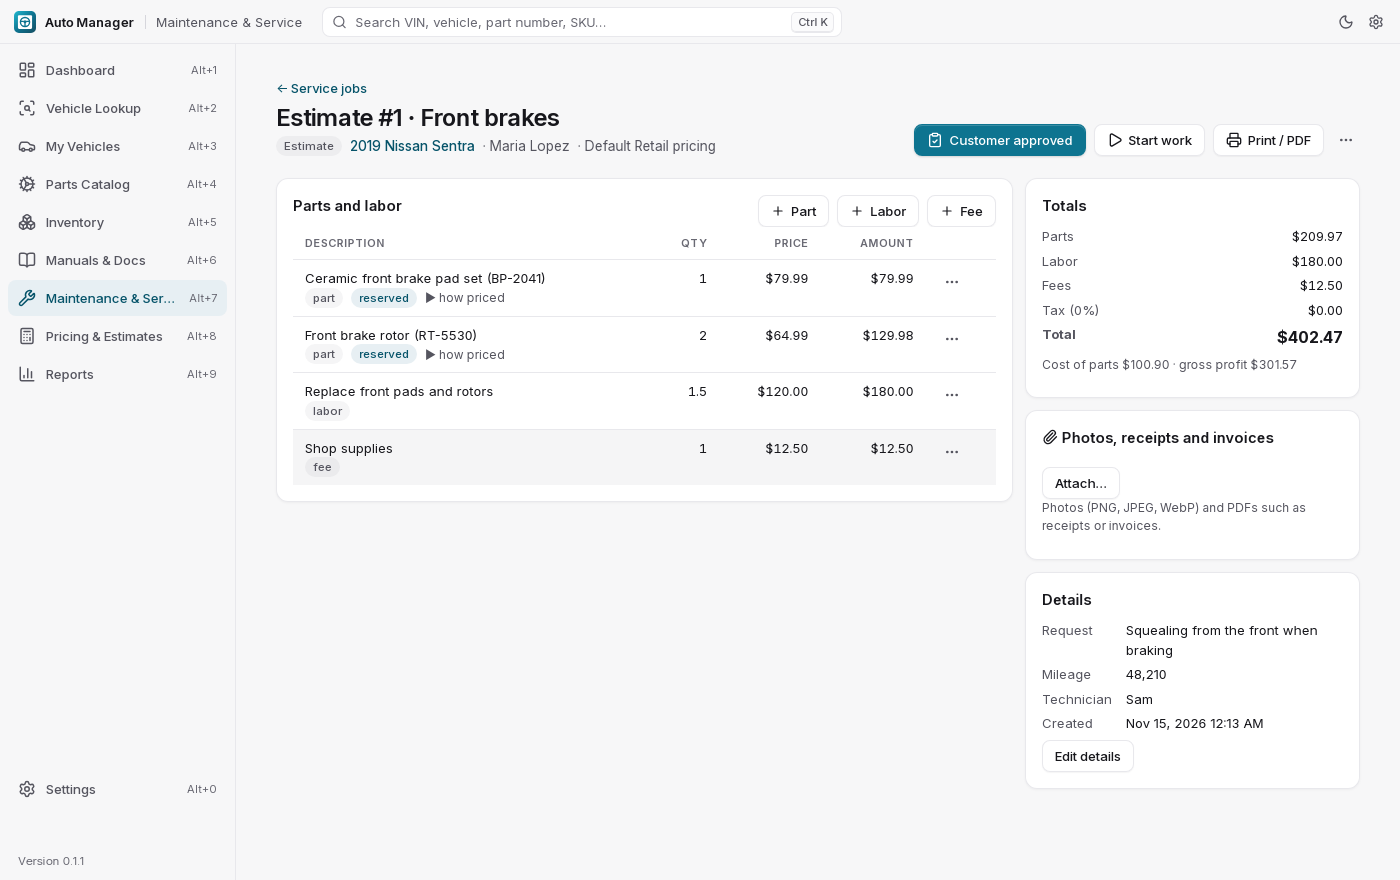 Auto Manager
Maintenance & Service
Search VIN, vehicle, part number, SKU...
Ctrl K
Dashboard Alt+1
Vehicle Lookup Alt+2
My Vehicles Alt+3
Parts Catalog Alt+4
Inventory Alt+5
Manuals & Docs Alt+6
Maintenance & Ser... Alt+7
Pricing & Estimates Alt+8
Reports Alt+9
Settings Alt+0
Version 0.1.1
← Service jobs
Estimate #1 · Front brakes
Estimate 2019 Nissan Sentra · Maria Lopez · Default Retail pricing
Customer approved
Start work
Print / PDF
...
Parts and labor
+ Part
+ Labor
+ Fee
DESCRIPTION QTY PRICE AMOUNT
Ceramic front brake pad set (BP-2041) 1 $79.99 $79.99 ...
part reserved ▶ how priced
Front brake rotor (RT-5530) 2 $64.99 $129.98 ...
part reserved ▶ how priced
Replace front pads and rotors 1.5 $120.00 $180.00 ...
labor
Shop supplies 1 $12.50 $12.50 ...
fee
Totals
Parts $209.97
Labor $180.00
Fees $12.50
Tax (0%) $0.00
Total $402.47
Cost of parts $100.90 · gross profit $301.57
Photos, receipts and invoices
Attach...
Photos (PNG, JPEG, WebP) and PDFs such as
receipts or invoices.
Details
Request Squealing from the front when
braking
Mileage 48,210
Technician Sam
Created Nov 15, 2026 12:13 AM
Edit details